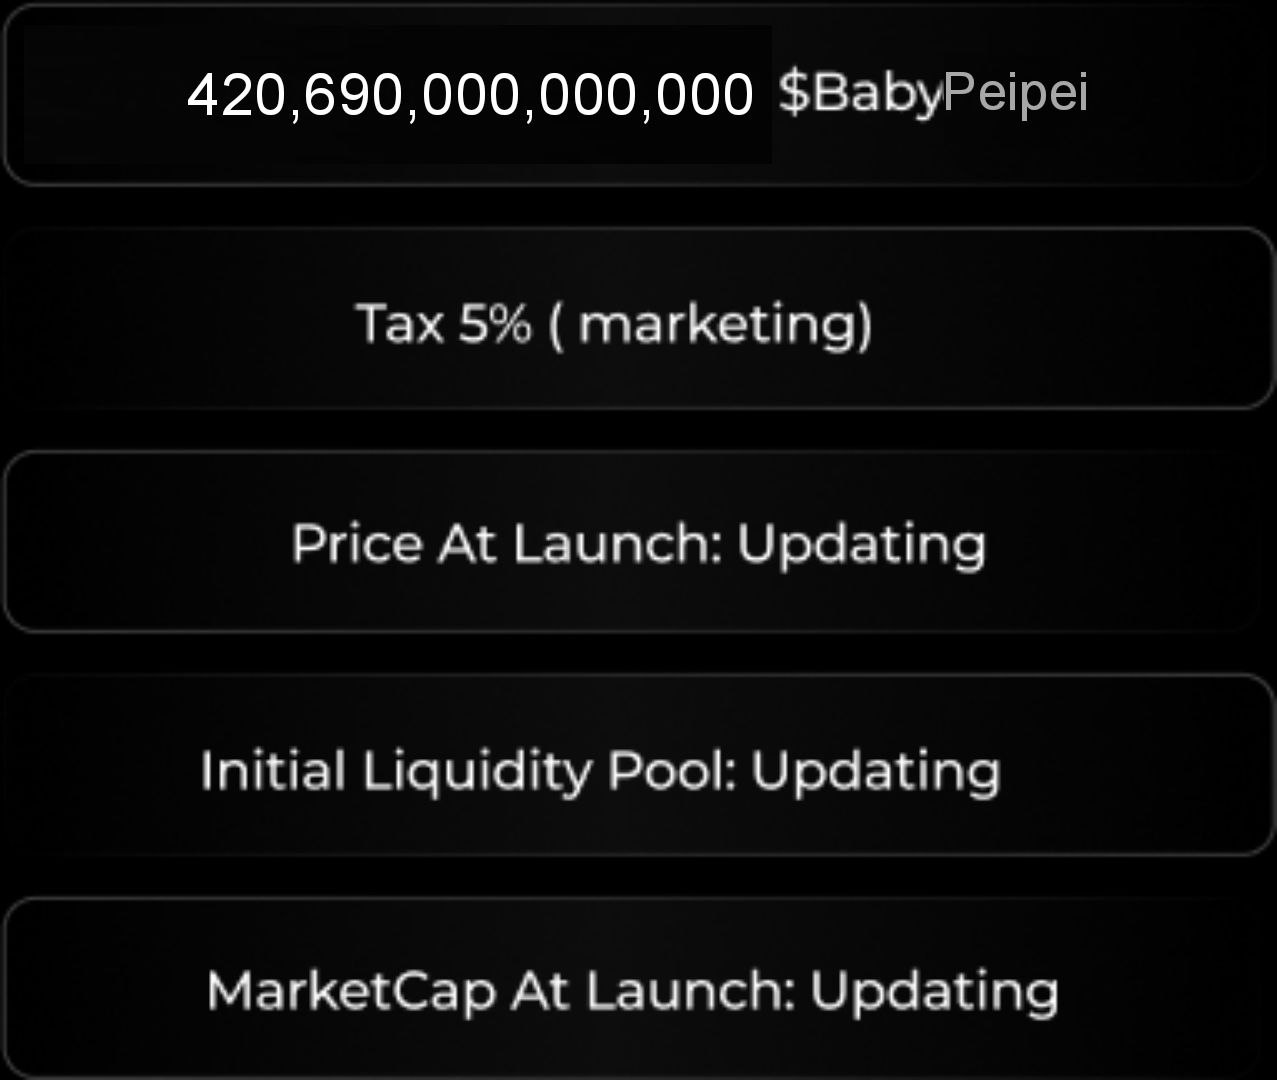 420,690,000,000,000 $BabyPeipei
Tax 5% ( marketing)
Price At Launch: Updating
Initial Liquidity Pool: Updating
MarketCap At Launch: Updating